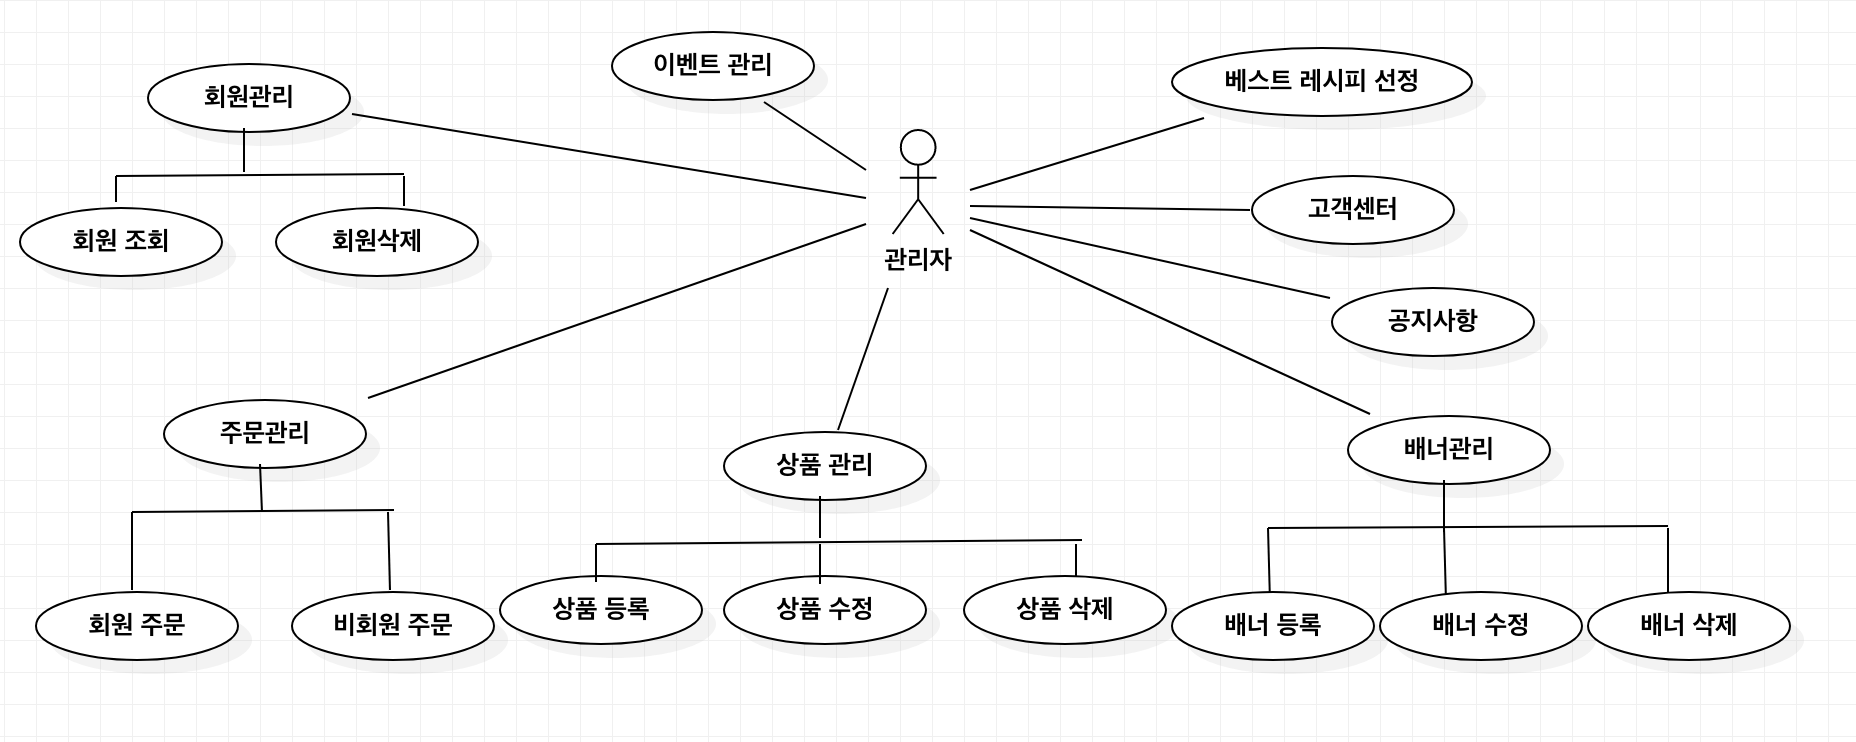 이벤트 관리
베스트 레시피 선정
회원관리
고객센터
회원 조회
회원삭제
관리자
공지사항
주문관리
상품 관리
배너관리
회원 주문
비회원 주문
상품 등록
상품 수정
상품 삭제
배너 등록
배너 수정
배너 삭제